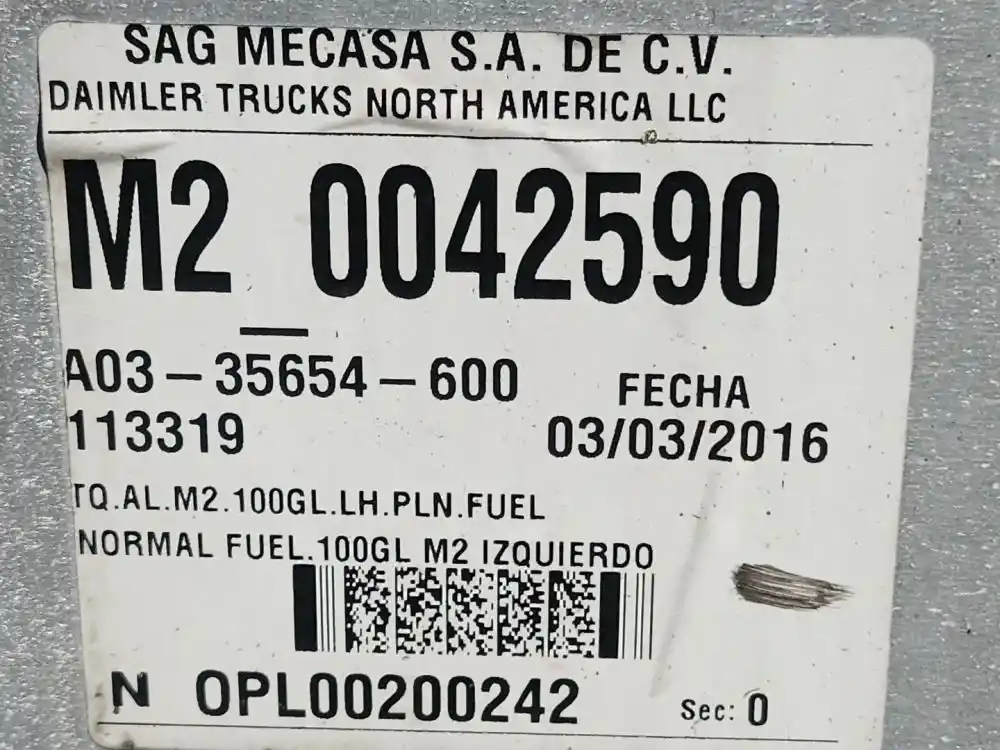 SAG MECASA S.A. DE C.V.
DAIMLER TRUCKS NORTH AMERICA LLC
M2 0042590
A03-35654-600
FECHA
113319
03/03/2016
TQ.AL.M2.100GL.LH.PLN.FUEL
NORMAL FUEL.100GL M2 IZQUIERDO
N OPL00200242
Sec: 0